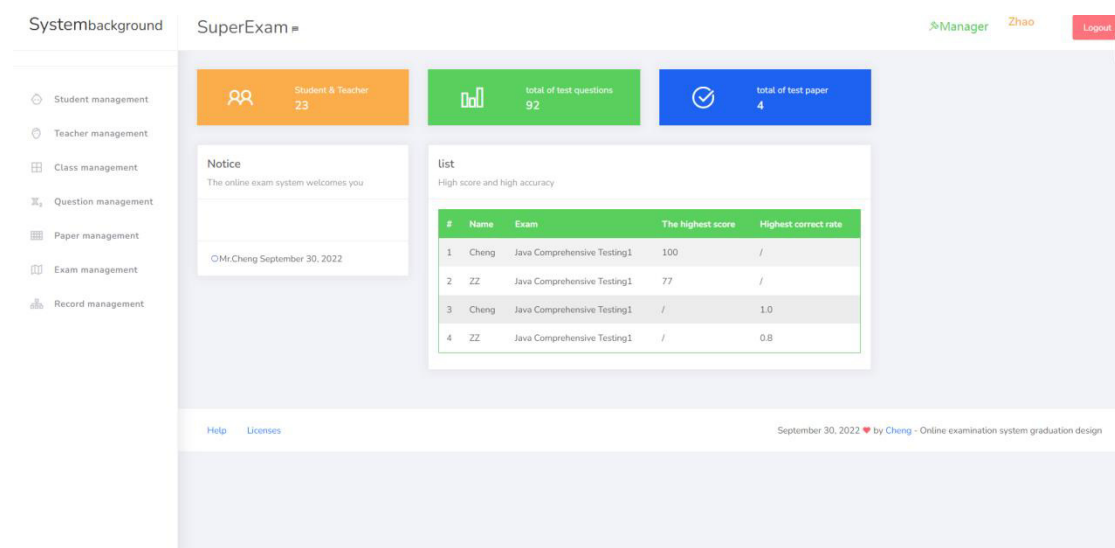 Systembackground
SuperExam
Manager
Zhao
Logout
Student management
Teacher management
Class management
Question management
Paper management
Exam management
Record management
Student & Teacher
23
total of test questions
92
total of test paper
4
Notice
The online exam system welcomes you
Mr.Cheng September 30, 2022
list
High score and high accuracy
# Name Exam The highest score Highest correct rate
1 Cheng Java Comprehensive Testing1 100 /
2 ZZ Java Comprehensive Testing1 77 /
3 Cheng Java Comprehensive Testing1 / 1.0
4 ZZ Java Comprehensive Testing1 / 0.8
Help Licenses
September 30, 2022 ♥ by Cheng - Online examination system graduation design